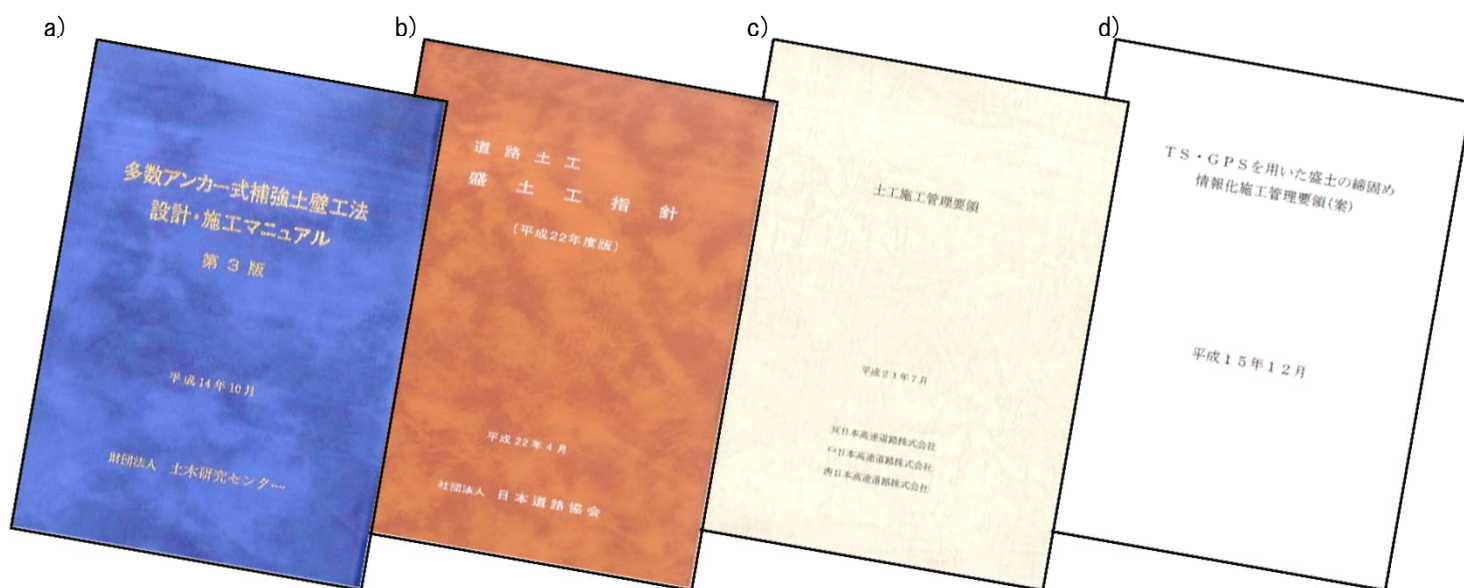 a)
多数アンカー式補強土壁工法
設計・施工マニュアル
第3版
平成14年10月
財団法人 土木研究センター
b)
道路土工
盛土工指針
(平成22年度版)
平成22年4月
社団法人 日本道路協会
c)
土工施工管理要領
平成21年7月
東日本高速道路株式会社
中日本高速道路株式会社
西日本高速道路株式会社
d)
TS・GPSを用いた盛土の締固め
情報化施工管理要領(案)
平成15年12月